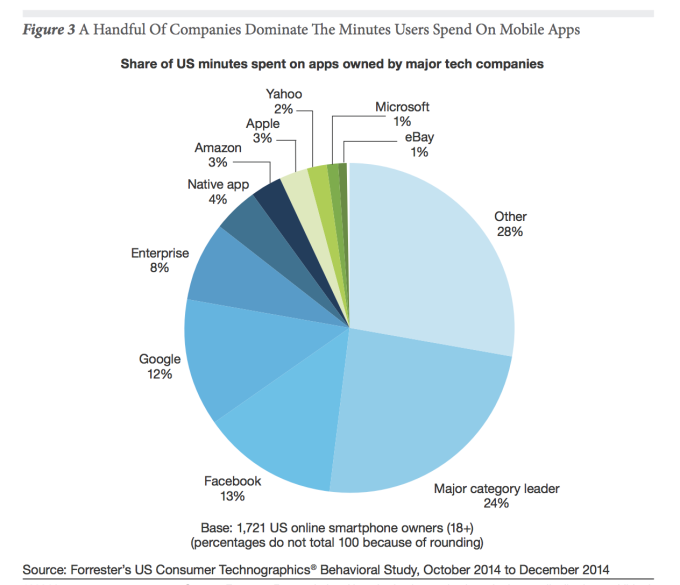 Figure 3 A Handful Of Companies Dominate The Minutes Users Spend On Mobile Apps
Share of US minutes spent on apps owned by major tech companies
Yahoo
2%
Microsoft
1%
Apple
3%
eBay
1%
Amazon
3%
Native app
4%
Other
28%
Enterprise
8%
Google
12%
Facebook
13%
Major category leader
24%
Base: 1,721 US online smartphone owners (18+)
(percentages do not total 100 because of rounding)
Source: Forrester's US Consumer Technographics® Behavioral Study, October 2014 to December 2014